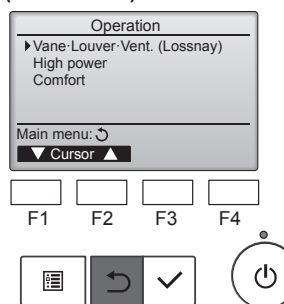 Operation
▶Vane·Louver·Vent. (Lossnay)
High power
Comfort
Main menu: ⮌
▼ Cursor ▲
F1 F2 F3 F4